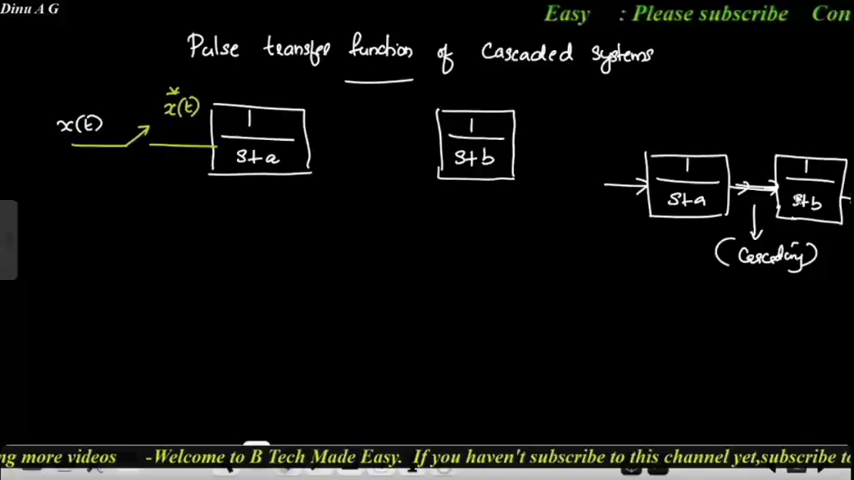 Dinu A G
Easy : Please subscribe Con
Pulse transfer function of Cascaded systems
x(t)
*
x(t)
1
s+a
1
s+b
1
s+a
1
s+b
(Cascading)
ng more videos -Welcome to B Tech Made Easy. If you haven't subscribe to this channel yet,subscribe to